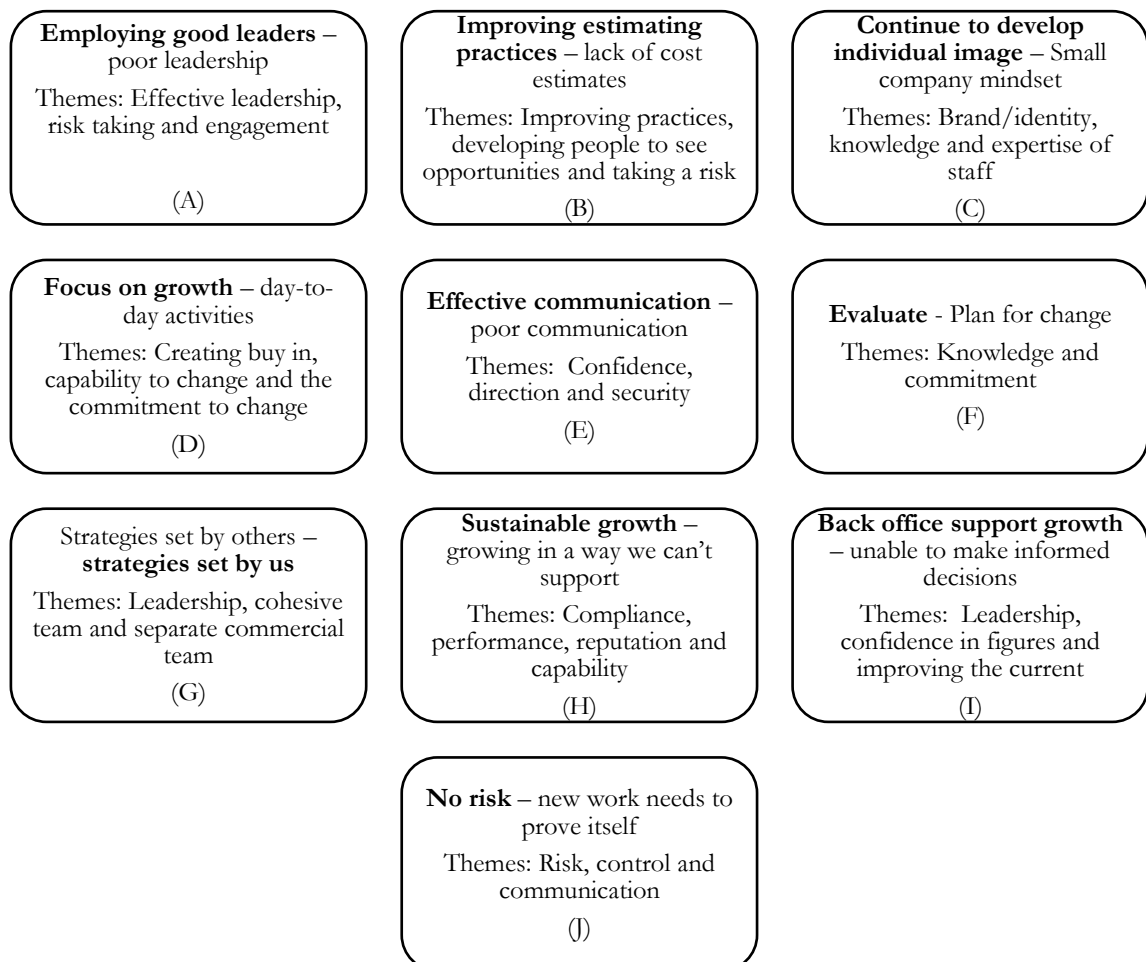 Employing good leaders –
poor leadership
Themes: Effective leadership,
risk taking and engagement
(A)
Improving estimating
practices – lack of cost
estimates
Themes: Improving practices,
developing people to see
opportunities and taking a risk
(B)
Continue to develop
individual image – Small
company mindset
Themes: Brand/identity,
knowledge and expertise of
staff
(C)
Focus on growth – day-to-
day activities
Themes: Creating buy in,
capability to change and the
commitment to change
(D)
Effective communication –
poor communication
Themes: Confidence,
direction and security
(E)
Evaluate - Plan for change
Themes: Knowledge and
commitment
(F)
Strategies set by others –
strategies set by us
Themes: Leadership, cohesive
team and separate commercial
team
(G)
Sustainable growth –
growing in a way we can’t
support
Themes: Compliance,
performance, reputation and
capability
(H)
Back office support growth
– unable to make informed
decisions
Themes: Leadership,
confidence in figures and
improving the current
(I)
No risk – new work needs to
prove itself
Themes: Risk, control and
communication
(J)